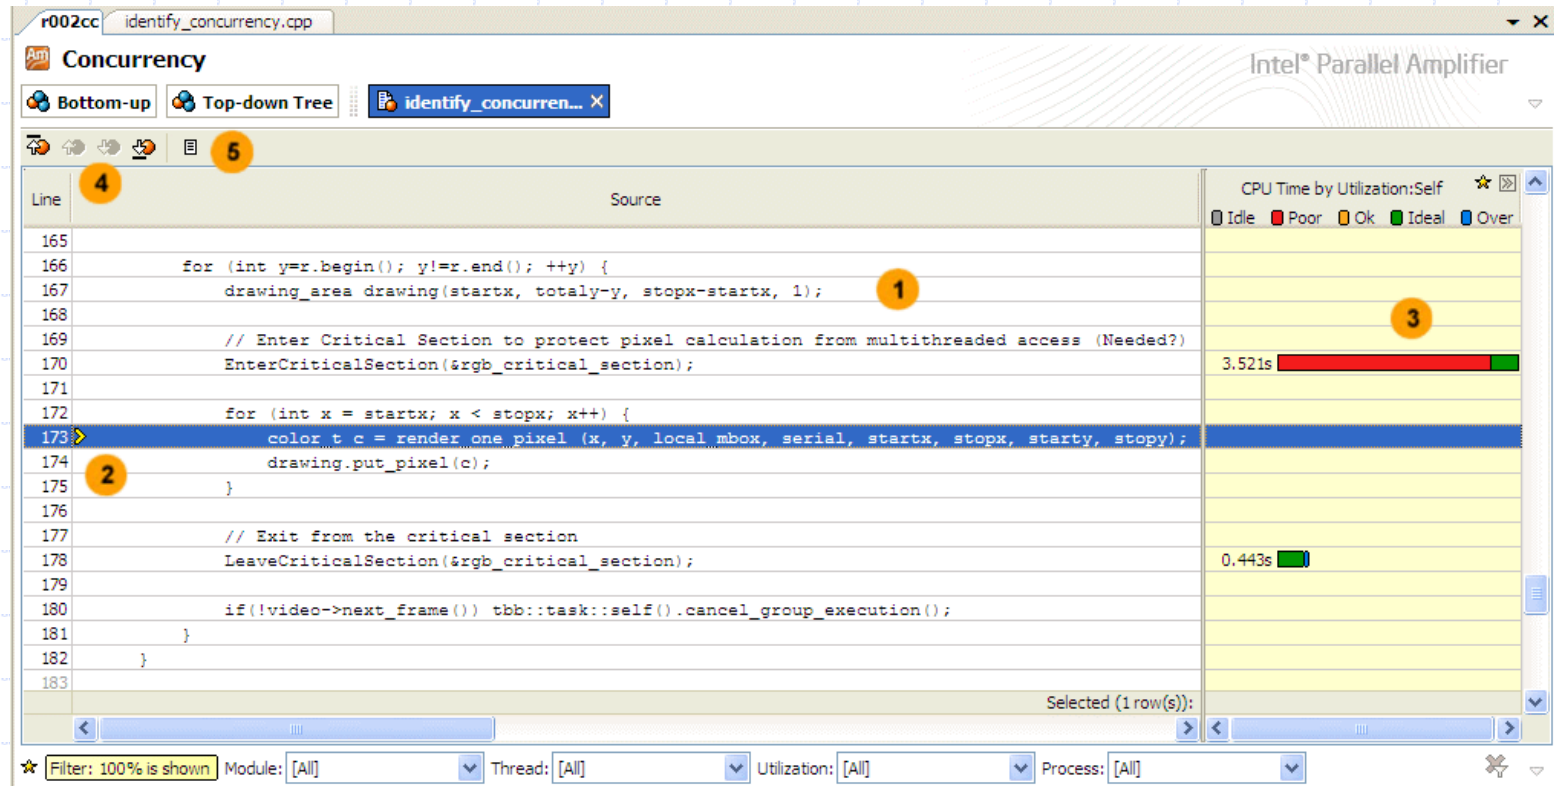 r002cc identify_concurrency.cpp
Am Concurrency
Intel® Parallel Amplifier
Bottom-up Top-down Tree identify_concurren...
5
4
Line Source CPU Time by Utilization:Self
Idle Poor Ok Ideal Over
165
166 for (int y=r.begin(); y!=r.end(); ++y) {
167 drawing_area drawing(startx, totaly-y, stopx-startx, 1); 1
168
3
169 // Enter Critical Section to protect pixel calculation from multithreaded access (Needed?)
170 EnterCriticalSection(&rgb_critical_section); 3.521s
171
172 for (int x = startx; x < stopx; x++) {
173 color_t c = render_one_pixel (x, y, local_mbox, serial, startx, stopx, starty, stopy);
174 drawing.put_pixel(c);
2
175 }
176
177 // Exit from the critical section
178 LeaveCriticalSection(&rgb_critical_section); 0.443s
179
180 if(!video->next_frame()) tbb::task::self().cancel_group_execution();
181 }
182 }
183
Selected (1 row(s)):
Filter: 100% is shown Module: [All] Thread: [All] Utilization: [All] Process: [All]